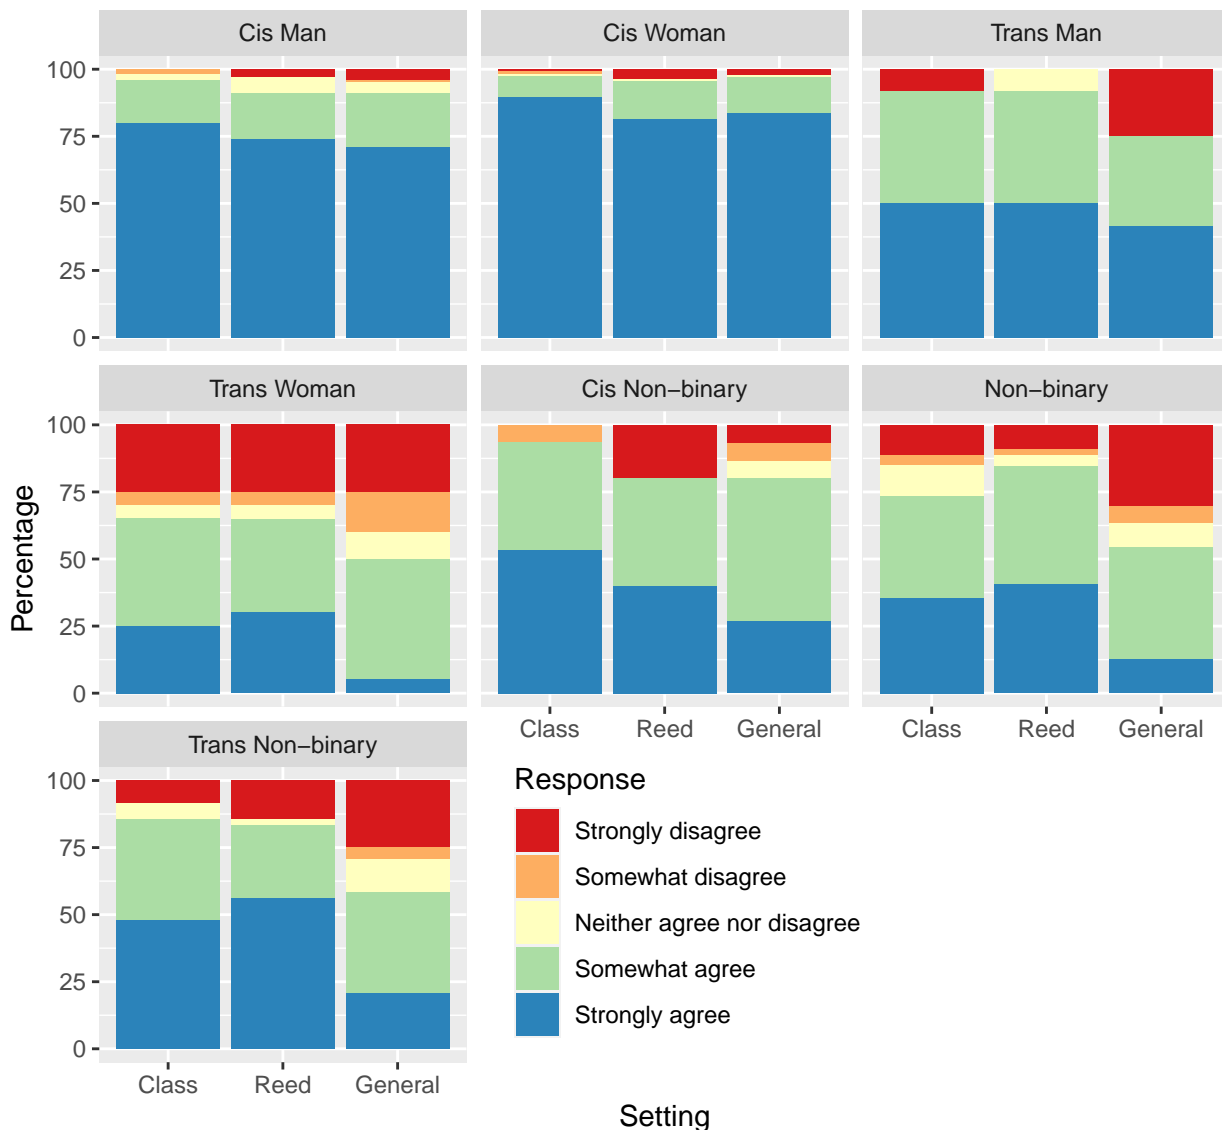 Cis Man
Cis Woman
Trans Man
100
75
50
25
0
Trans Woman
Cis Non−binary
Non−binary
100
75
50
25
0
Percentage
Class Reed General
Class Reed General
Trans Non−binary
100
75
50
25
0
Class Reed General
Response
Strongly disagree
Somewhat disagree
Neither agree nor disagree
Somewhat agree
Strongly agree
Setting